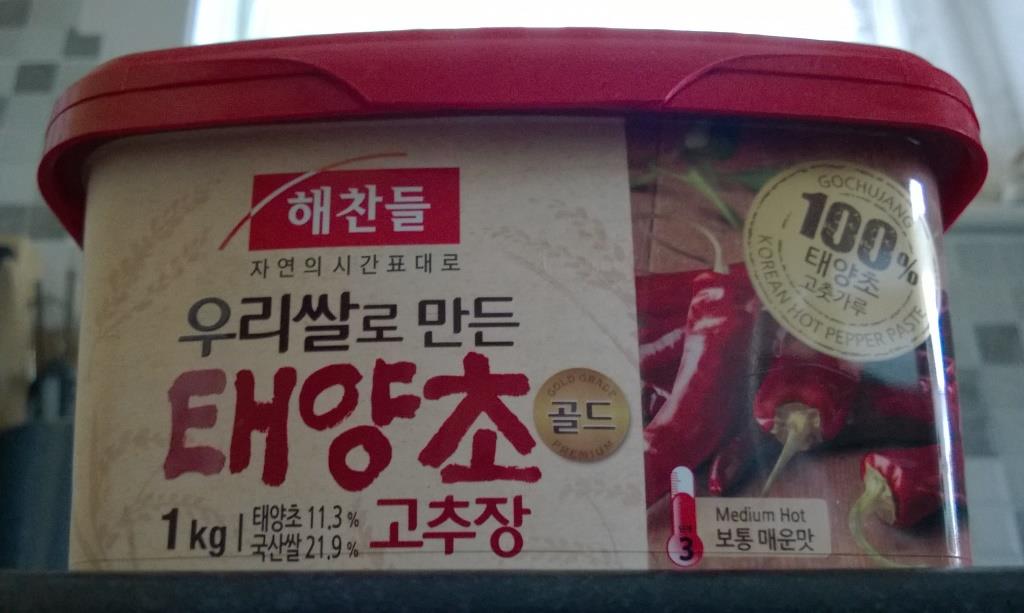 해찬들
자연의시간표대로
우리쌀로 만든
태양초
골드
GOLD GRADE
PREMIUM
고추장
1kg
태양초 11.3%
국산쌀 21.9%
GOCHUJANG
100%
태양초
고춧가루
KOREAN HOT PEPPER PASTE
3
Medium Hot
보통 매운맛